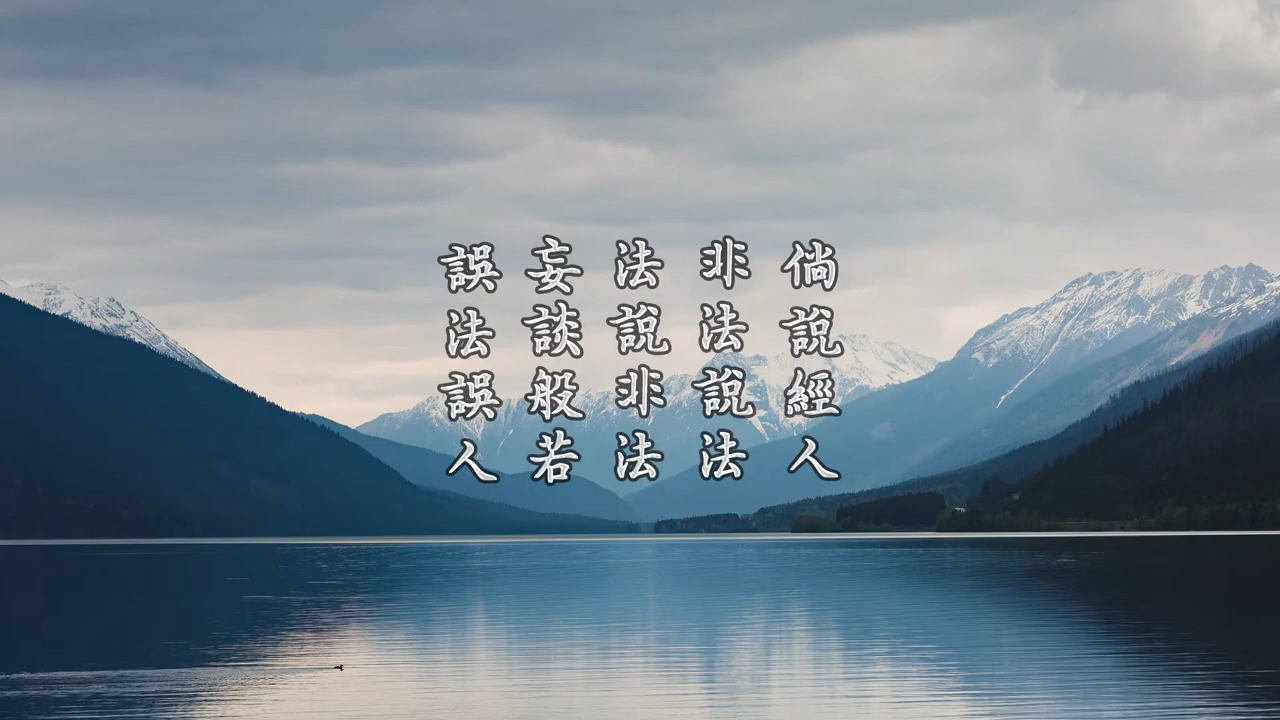 倘說經人
非法說法
法說非法
妄談般若
誤法誤人